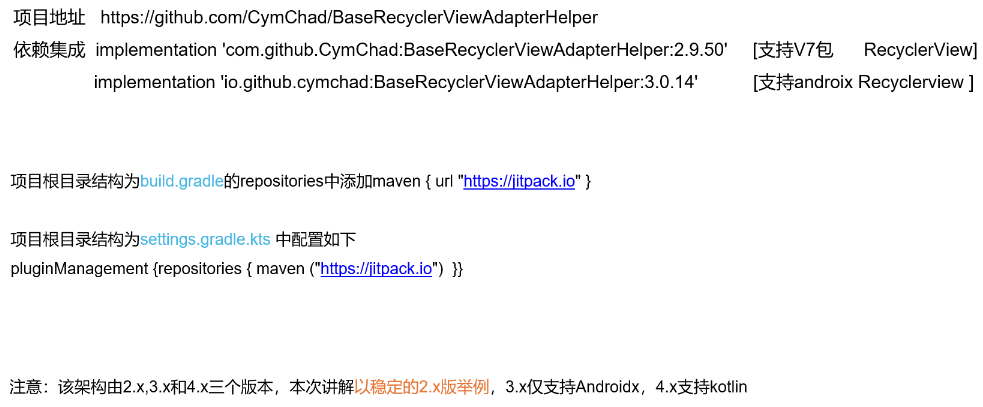 项目地址 https://github.com/CymChad/BaseRecyclerViewAdapterHelper
依赖集成 implementation 'com.github.CymChad:BaseRecyclerViewAdapterHelper:2.9.50' [支持V7包 RecyclerView]
implementation 'io.github.cymchad:BaseRecyclerViewAdapterHelper:3.0.14' [支持androix Recyclerview ]
项目根目录结构为build.gradle的repositories中添加maven { url "https://jitpack.io" }
项目根目录结构为settings.gradle.kts 中配置如下
pluginManagement {repositories { maven ("https://jitpack.io") }}
注意：该架构由2.x,3.x和4.x三个版本，本次讲解以稳定的2.x版举例，3.x仅支持Androidx，4.x支持kotlin